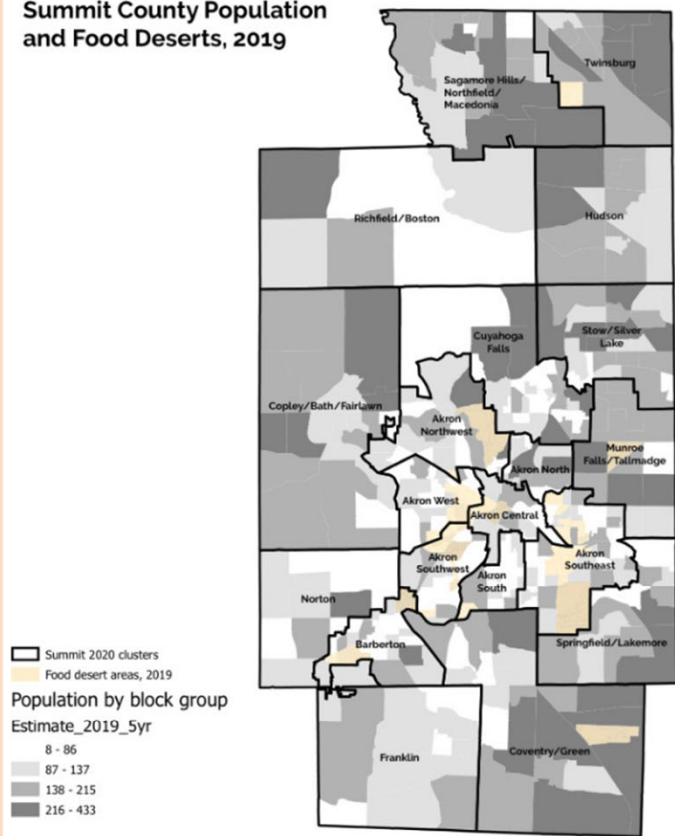 Summit County Population
and Food Deserts, 2019
Twinsburg
Sagamore Hills/
Northfield/
Macedonia
Richfield/Boston
Hudson
Cuyahoga
Falls
Stow/Silver
Lake
Copley/Bath/Fairlawn
Akron
Northwest
Munroe
Falls/Tallmadge
Akron North
Akron West
Akron Central
Akron
Southwest
Akron
Southeast
Akron
South
Norton
Barberton
Springfield/Lakemore
Franklin
Coventry/Green
Summit 2020 clusters
Food desert areas, 2019
Population by block group
Estimate_2019_5yr
8 - 86
87 - 137
138 - 215
216 - 433